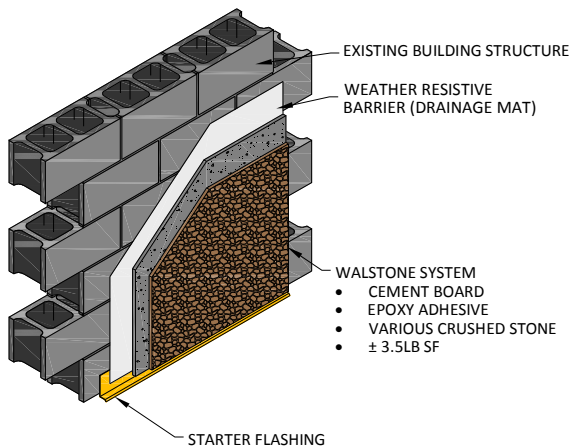 EXISTING BUILDING STRUCTURE
WEATHER RESISTIVE
BARRIER (DRAINAGE MAT)
WALSTONE SYSTEM
• CEMENT BOARD
• EPOXY ADHESIVE
• VARIOUS CRUSHED STONE
• ± 3.5LB SF
STARTER FLASHING